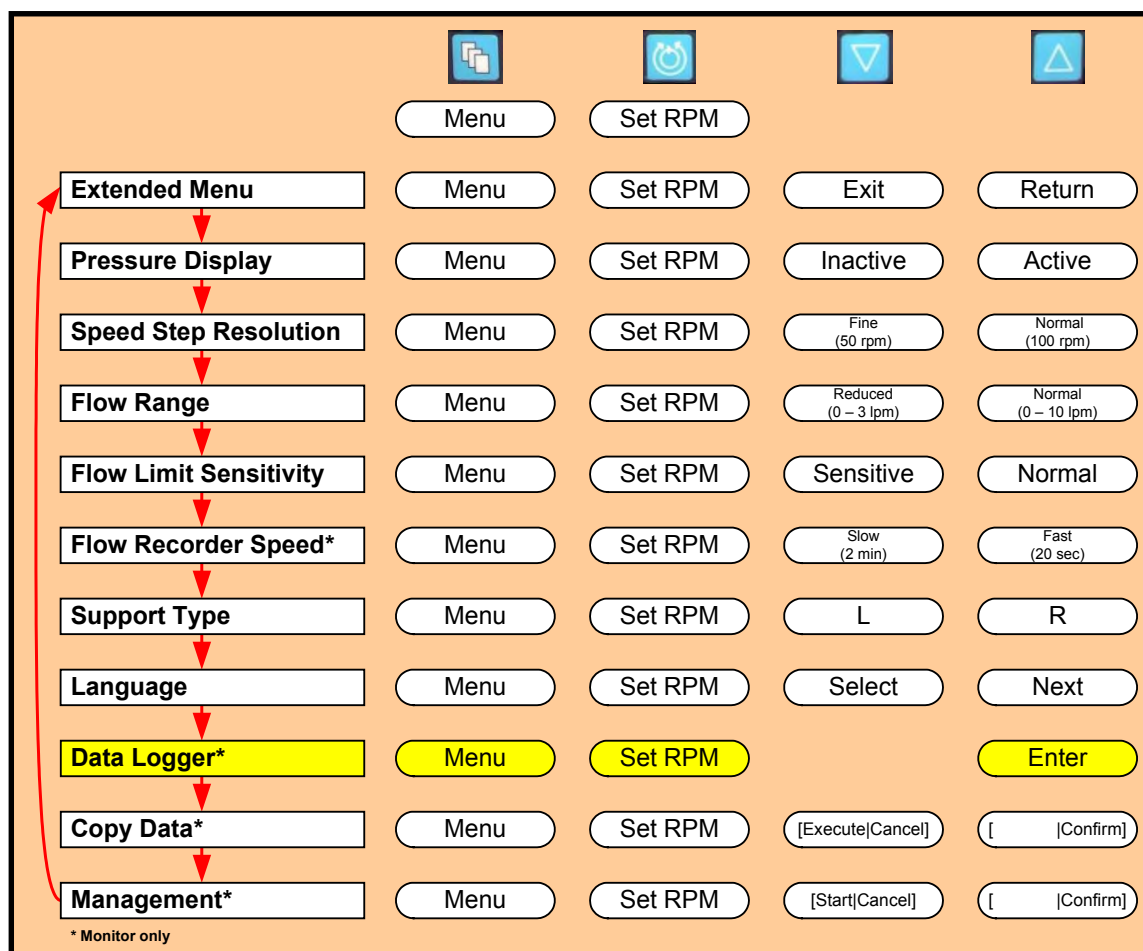 Menu Set RPM
Extended Menu Menu Set RPM Exit Return
Pressure Display Menu Set RPM Inactive Active
Speed Step Resolution Menu Set RPM Fine (50 rpm) Normal (100 rpm)
Flow Range Menu Set RPM Reduced (0 – 3 lpm) Normal (0 – 10 lpm)
Flow Limit Sensitivity Menu Set RPM Sensitive Normal
Flow Recorder Speed* Menu Set RPM Slow (2 min) Fast (20 sec)
Support Type Menu Set RPM L R
Language Menu Set RPM Select Next
Data Logger* Menu Set RPM Enter
Copy Data* Menu Set RPM [Execute|Cancel] [ |Confirm]
Management* Menu Set RPM [Start|Cancel] [ |Confirm]
* Monitor only